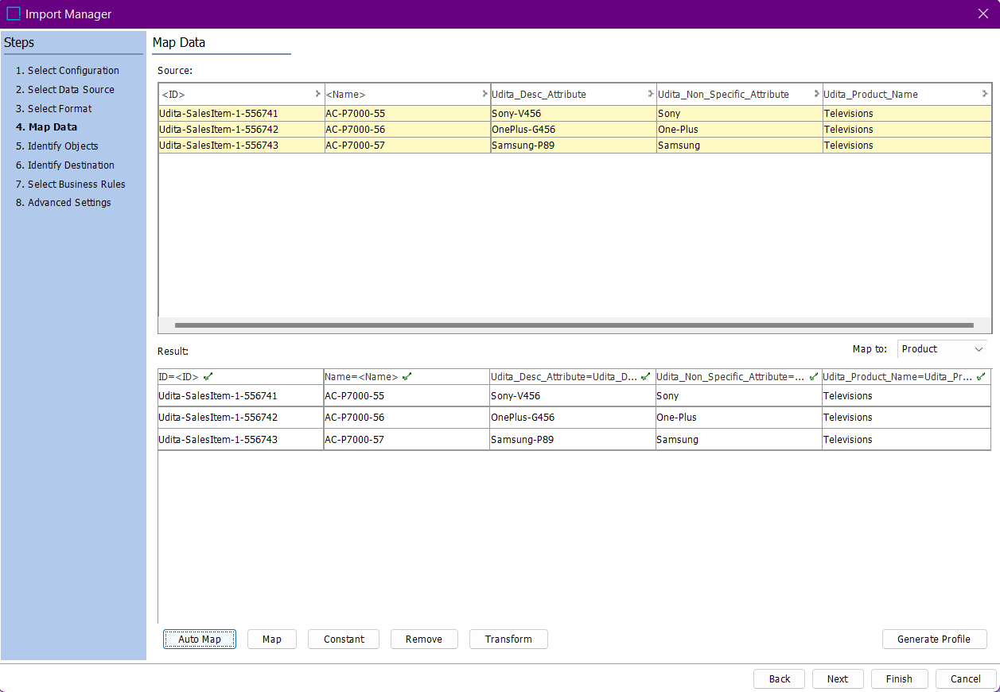 Import Manager
Steps
1. Select Configuration
2. Select Data Source
3. Select Format
4. Map Data
5. Identify Objects
6. Identify Destination
7. Select Business Rules
8. Advanced Settings
Map Data
Source:
<ID> <Name> Udita_Desc_Attribute Udita_Non_Specific_Attribute Udita_Product_Name
Udita-SalesItem-1-556741 AC-P7000-55 Sony-V456 Sony Televisions
Udita-SalesItem-1-556742 AC-P7000-56 OnePlus-G456 One-Plus Televisions
Udita-SalesItem-1-556743 AC-P7000-57 Samsung-P89 Samsung Televisions
Result:
Map to: Product
ID=<ID> Name=<Name> Udita_Desc_Attribute=Udita_D... Udita_Non_Specific_Attribute=... Udita_Product_Name=Udita_Pr...
Udita-SalesItem-1-556741 AC-P7000-55 Sony-V456 Sony Televisions
Udita-SalesItem-1-556742 AC-P7000-56 OnePlus-G456 One-Plus Televisions
Udita-SalesItem-1-556743 AC-P7000-57 Samsung-P89 Samsung Televisions
Auto Map Map Constant Remove Transform Generate Profile
Back Next Finish Cancel